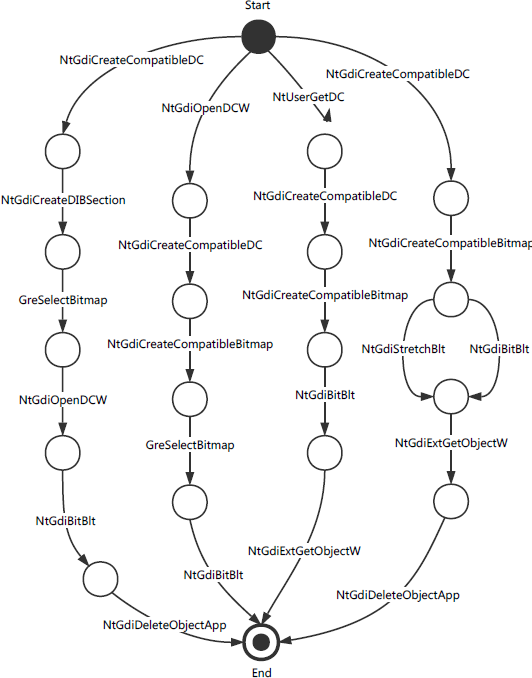 Start
NtGdiCreateCompatibleDC
NtGdiCreateCompatibleDC
NtUserGetDC
NtGdiOpenDCW
NtGdiCreateCompatibleDC
NtGdiCreateDIBSection
NtGdiCreateCompatibleDC
NtGdiCreateCompatibleBitmap
GreSelectBitmap
NtGdiCreateCompatibleBitmap
NtGdiCreateCompatibleBitmap
NtGdiStretchBlt
NtGdiBitBlt
NtGdiOpenDCW
NtGdiBitBlt
GreSelectBitmap
NtGdiExtGetObjectW
NtGdiBitBlt
NtGdiExtGetObjectW
NtGdiBitBlt
NtGdiDeleteObjectApp
NtGdiDeleteObjectApp
End